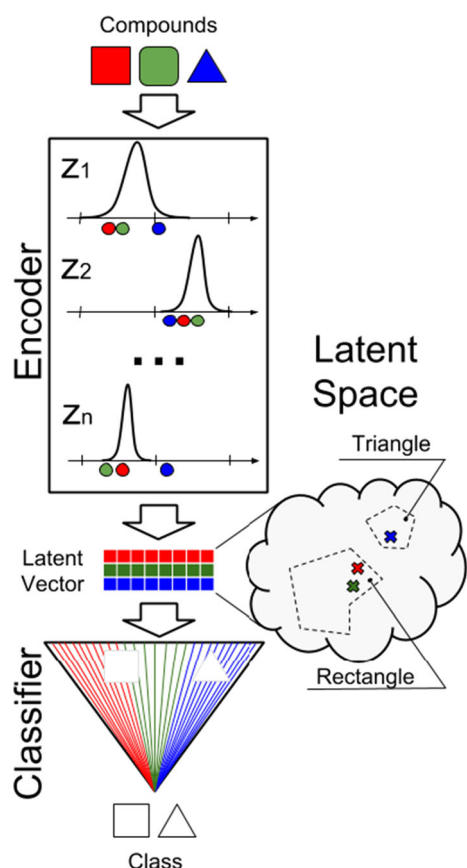 Compounds
Encoder
Z1
Z2
Zn
Latent
Space
Triangle
Rectangle
Latent
Vector
Classifier
Class